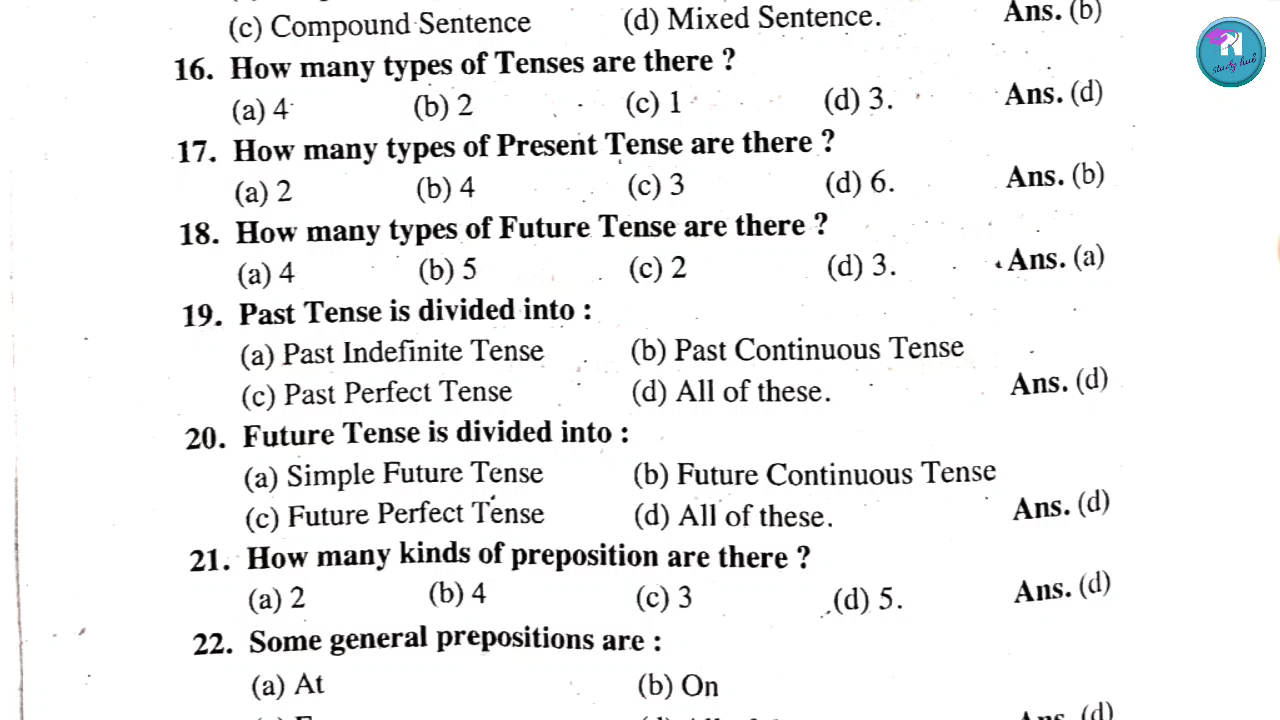 (c) Compound Sentence (d) Mixed Sentence. Ans. (b)
16. How many types of Tenses are there ?
(a) 4 (b) 2 (c) 1 (d) 3. Ans. (d)
17. How many types of Present Tense are there ?
(a) 2 (b) 4 (c) 3 (d) 6. Ans. (b)
18. How many types of Future Tense are there ?
(a) 4 (b) 5 (c) 2 (d) 3. Ans. (a)
19. Past Tense is divided into :
(a) Past Indefinite Tense (b) Past Continuous Tense
(c) Past Perfect Tense (d) All of these. Ans. (d)
20. Future Tense is divided into :
(a) Simple Future Tense (b) Future Continuous Tense
(c) Future Perfect Tense (d) All of these. Ans. (d)
21. How many kinds of preposition are there ?
(a) 2 (b) 4 (c) 3 (d) 5. Ans. (d)
22. Some general prepositions are :
(a) At (b) On
Ans. (d)
study hub